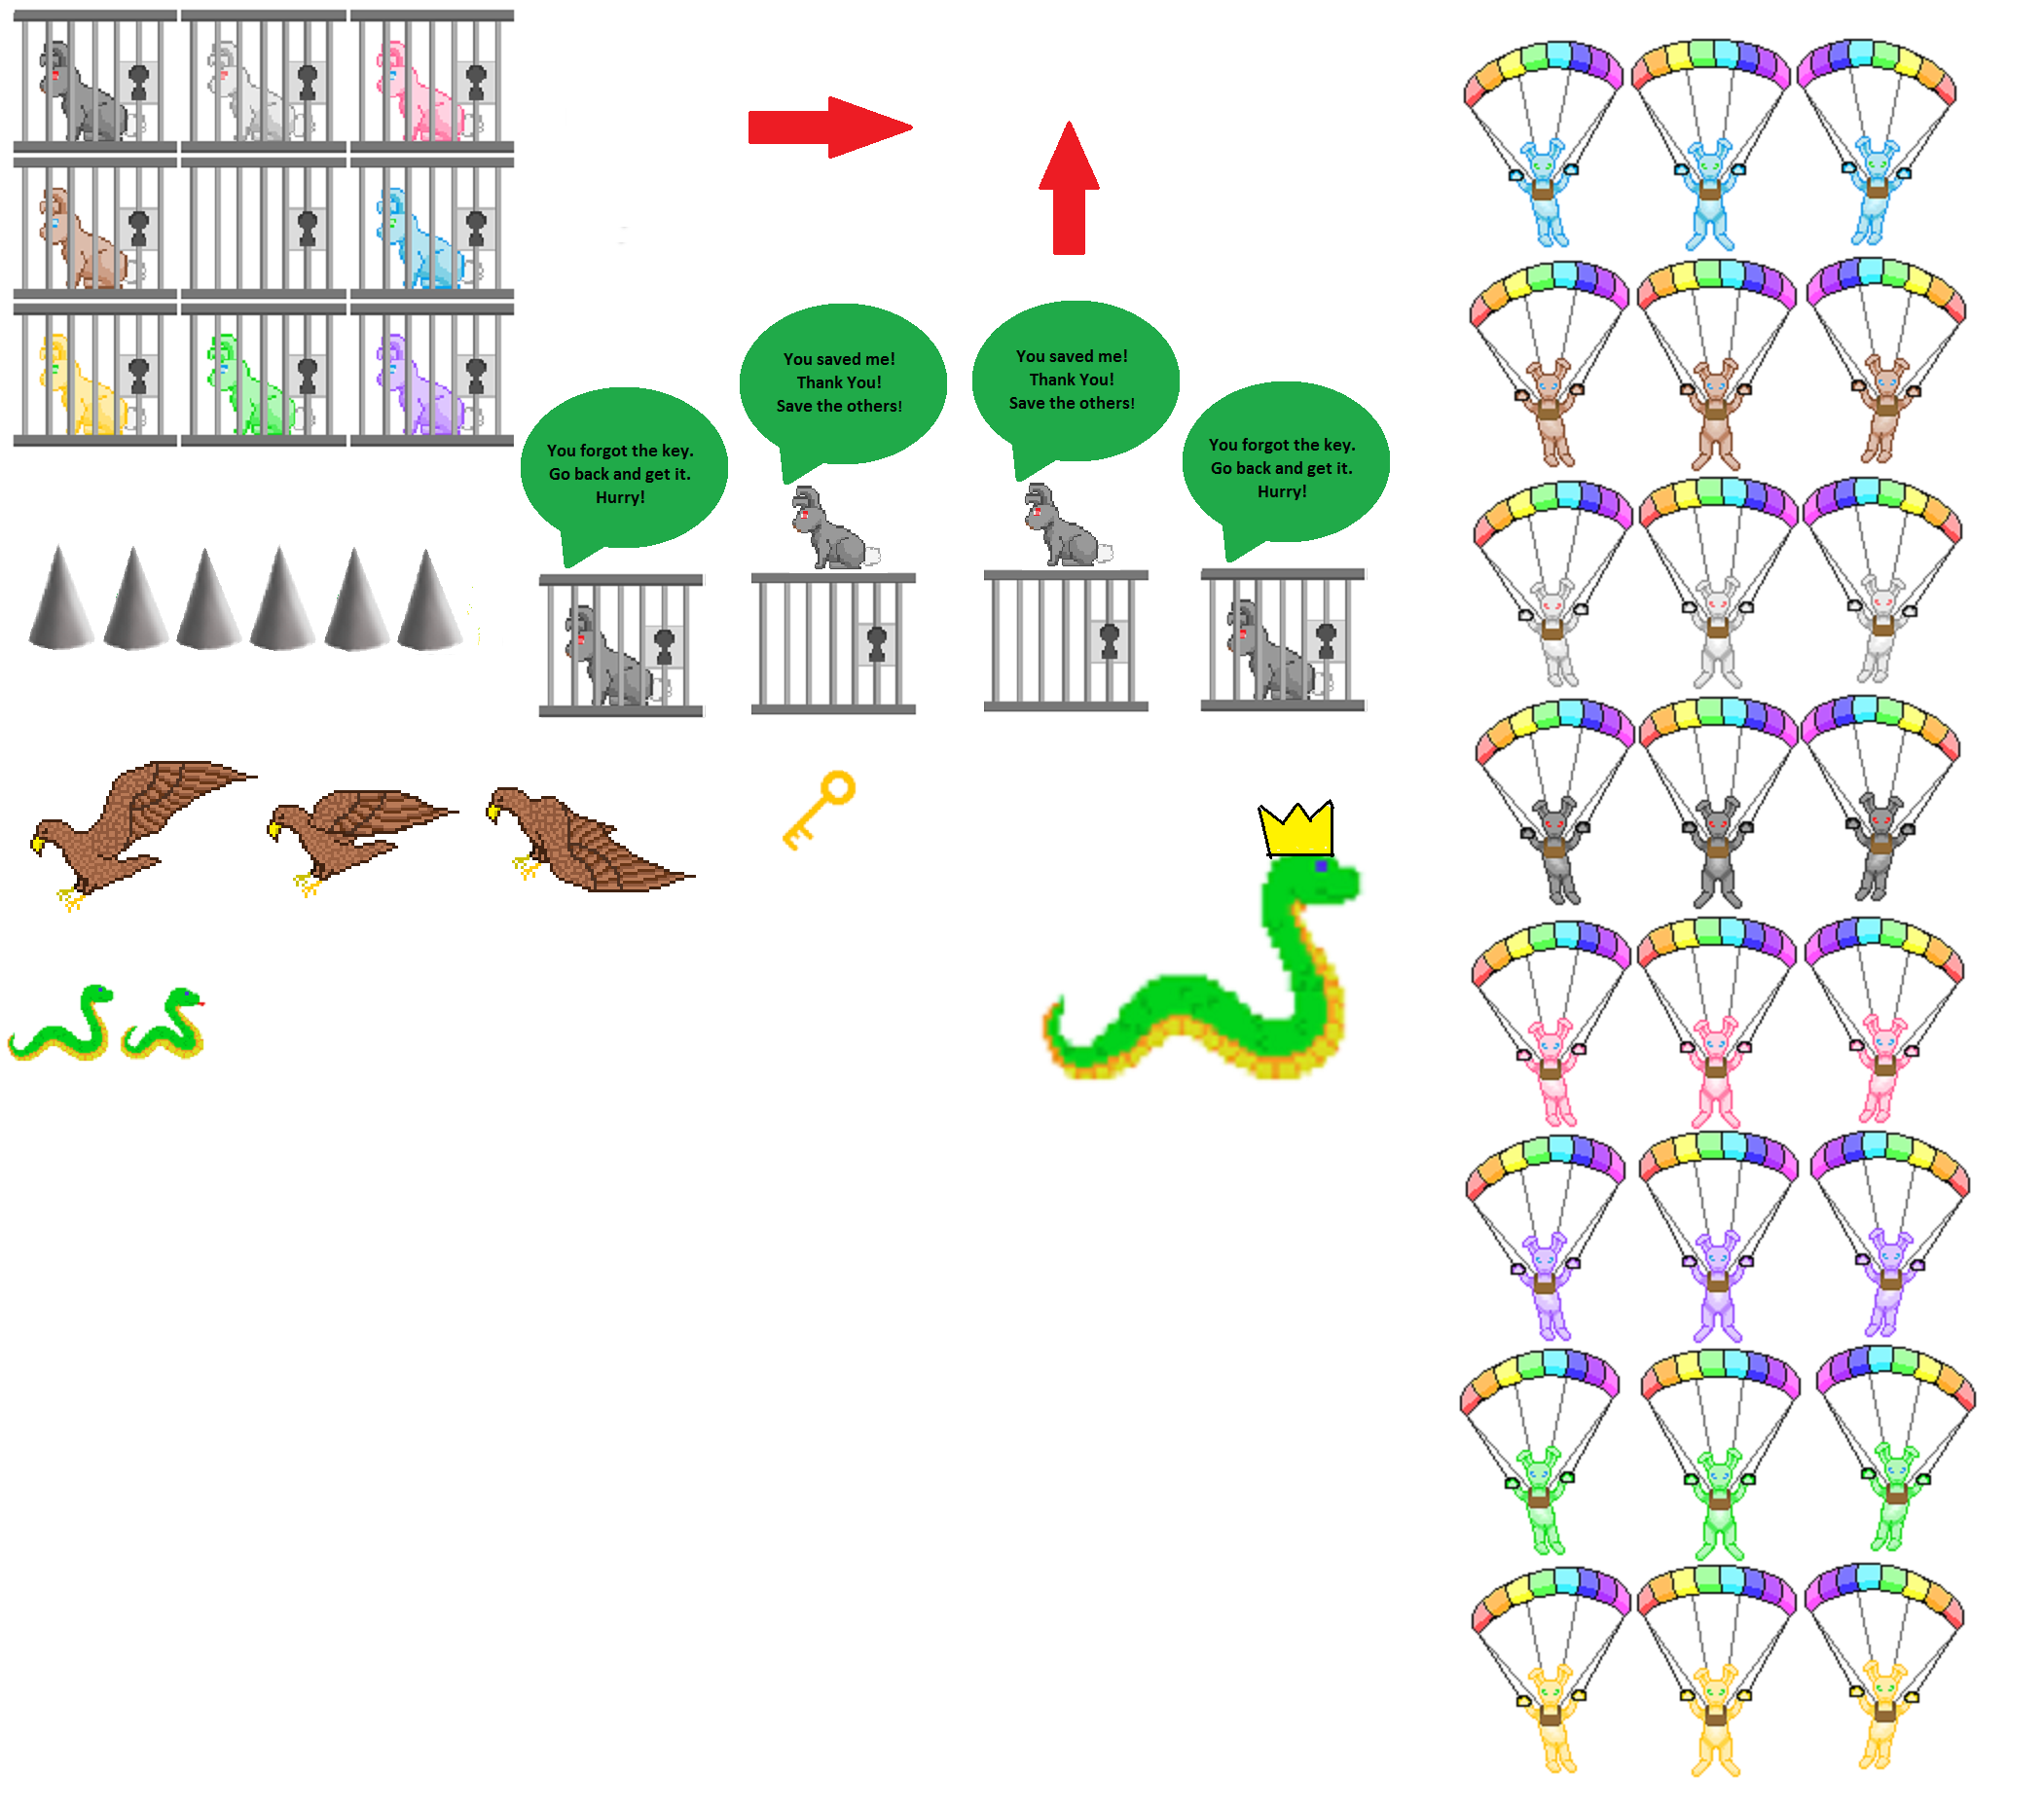 You forgot the key.
Go back and get it.
Hurry!
You saved me!
Thank You!
Save the others!
You saved me!
Thank You!
Save the others!
You forgot the key.
Go back and get it.
Hurry!